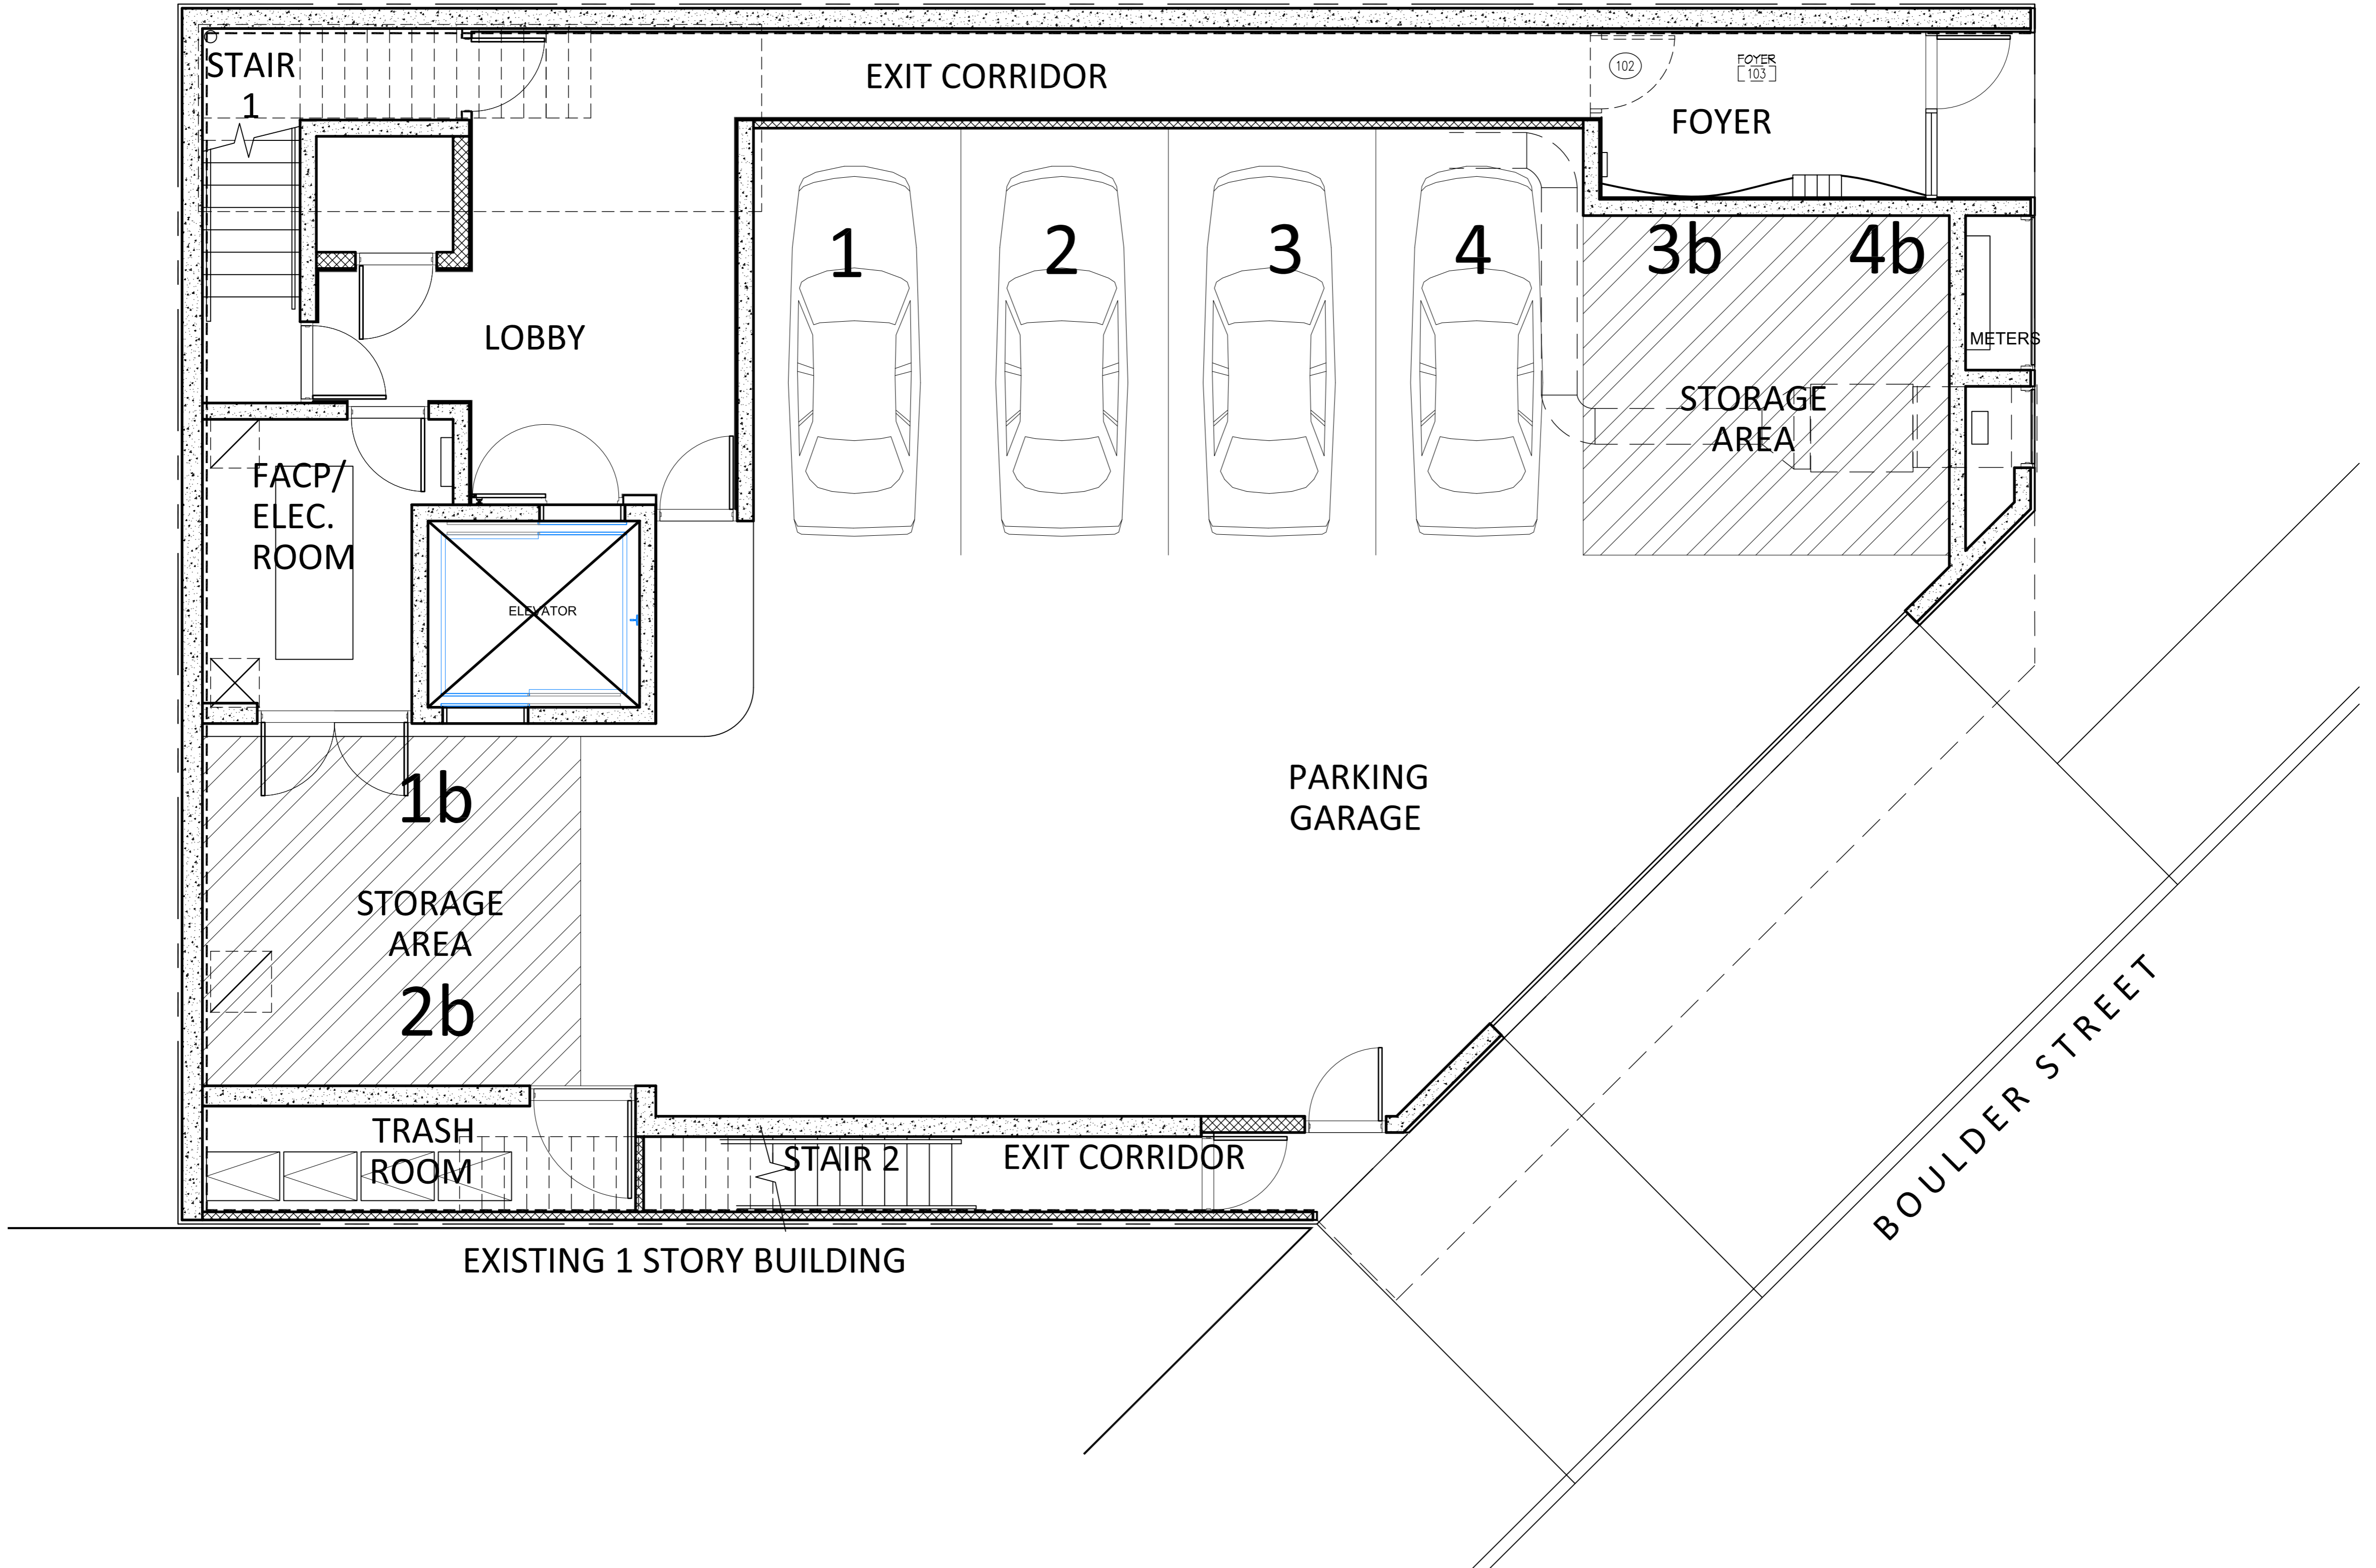 STAIR
1
EXIT CORRIDOR
102
FOYER
103
FOYER
1
2
3
4
3b
4b
LOBBY
METERS
STORAGE
AREA
FACP/
ELEC.
ROOM
ELEVATOR
1b
PARKING
GARAGE
STORAGE
AREA
2b
TRASH
ROOM
STAIR 2
EXIT CORRIDOR
BOULDER STREET
EXISTING 1 STORY BUILDING